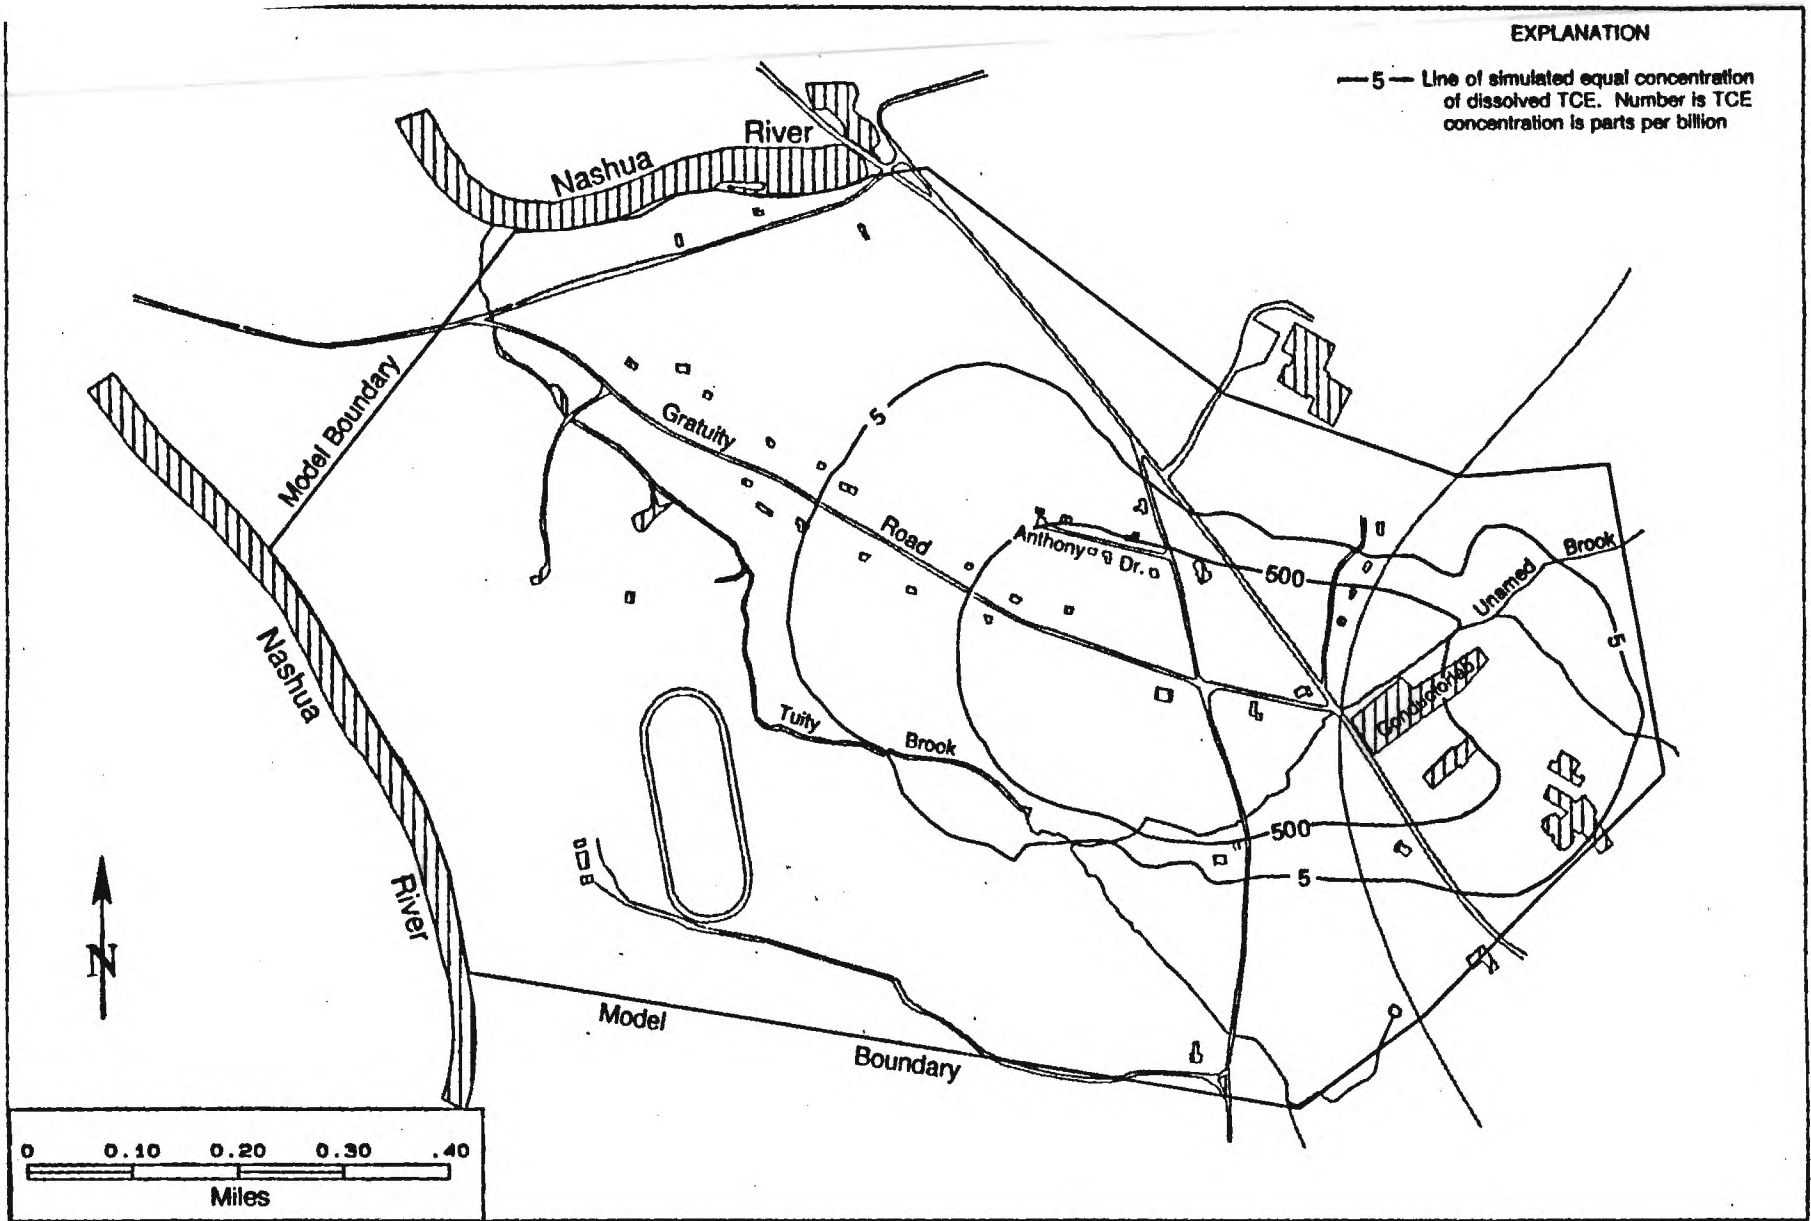 EXPLANATION
5 Line of simulated equal concentration
of dissolved TCE. Number is TCE
concentration is parts per billion
River
Nashua
Model Boundary
Gratuity
5
Road
Anthony Dr.
500
Unamed
Brook
5
Conductorlab
Nashua
Tuity
Brook
500
5
River
N
Model
Boundary
0 0.10 0.20 0.30 .40
Miles